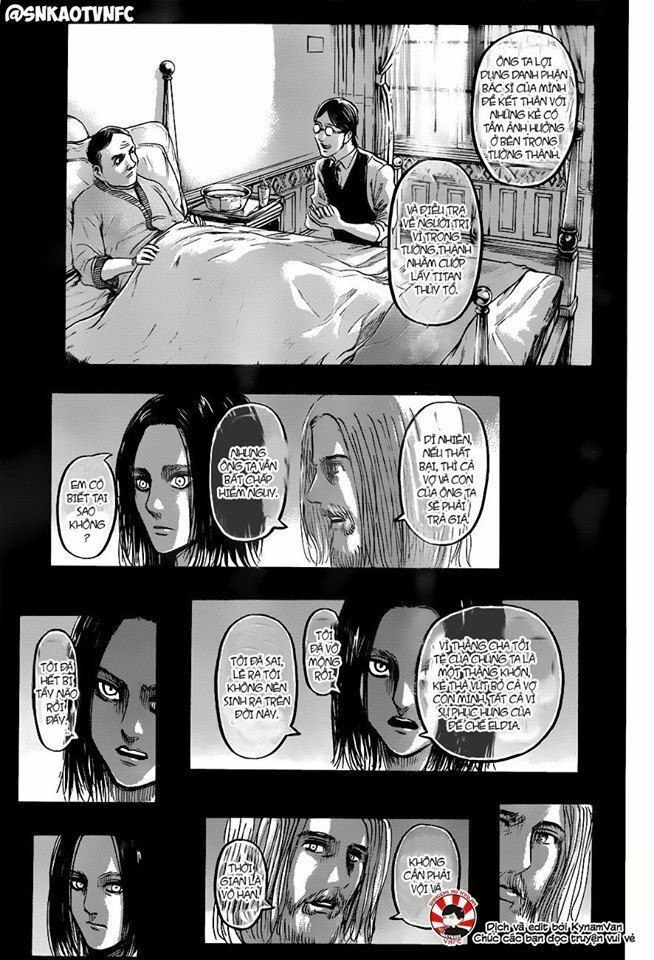 @SNKAOTVNFC
ÔNG TA LỢI
DỤNG DANH PHẬN
BÁC SĨ CỦA MÌNH
ĐỂ KẾT THÂN VỚI
NHỮNG KẺ CÓ
TẦM ẢNH HƯỞNG
Ở BÊN TRONG
TƯỜNG THÀNH.
VÀ ĐIỀU TRA
VỀ NGƯỜI TRỊ
VÌ TRONG
TƯỜNG THÀNH
NHẰM CƯỚP
LẤY TITAN
THỦY TỔ.
DĨ NHIÊN,
NẾU THẤT
BẠI, THÌ CẢ
VỢ VÀ CON
CỦA ÔNG TA
SẼ PHẢI
TRẢ GIÁ.
NHƯNG
ÔNG TA VẪN
BẤT CHẤP
HIỂM NGUY.
EM CÓ
BIẾT TẠI
SAO KHÔNG
?
VÌ THẰNG CHA TỒI
TỆ CỦA CHÚNG TA LÀ
MỘT THẰNG KHỐN,
KẺ THÀ VỨT BỎ CẢ VỢ
CON MÌNH, TẤT CẢ VÌ
SỰ PHỤC HƯNG CỦA
ĐẾ CHẾ ELDIA.
TÔI
ĐÃ VỠ
MỘNG RỒI.
TÔI ĐÃ SAI,
LẼ RA TÔI
KHÔNG NÊN
SINH RA TRÊN
ĐỜI NÀY.
TÔI ĐÃ
HẾT BỊ
TẨY NÃO
RỒI
ĐẤY.
KHÔNG
CẦN PHẢI
VỘI VÃ
THỜI
GIAN LÀ
VÔ HẠN.
VNFC
Dịch và edit bởi KynamVan
Chúc các bạn đọc truyện vui vẻ